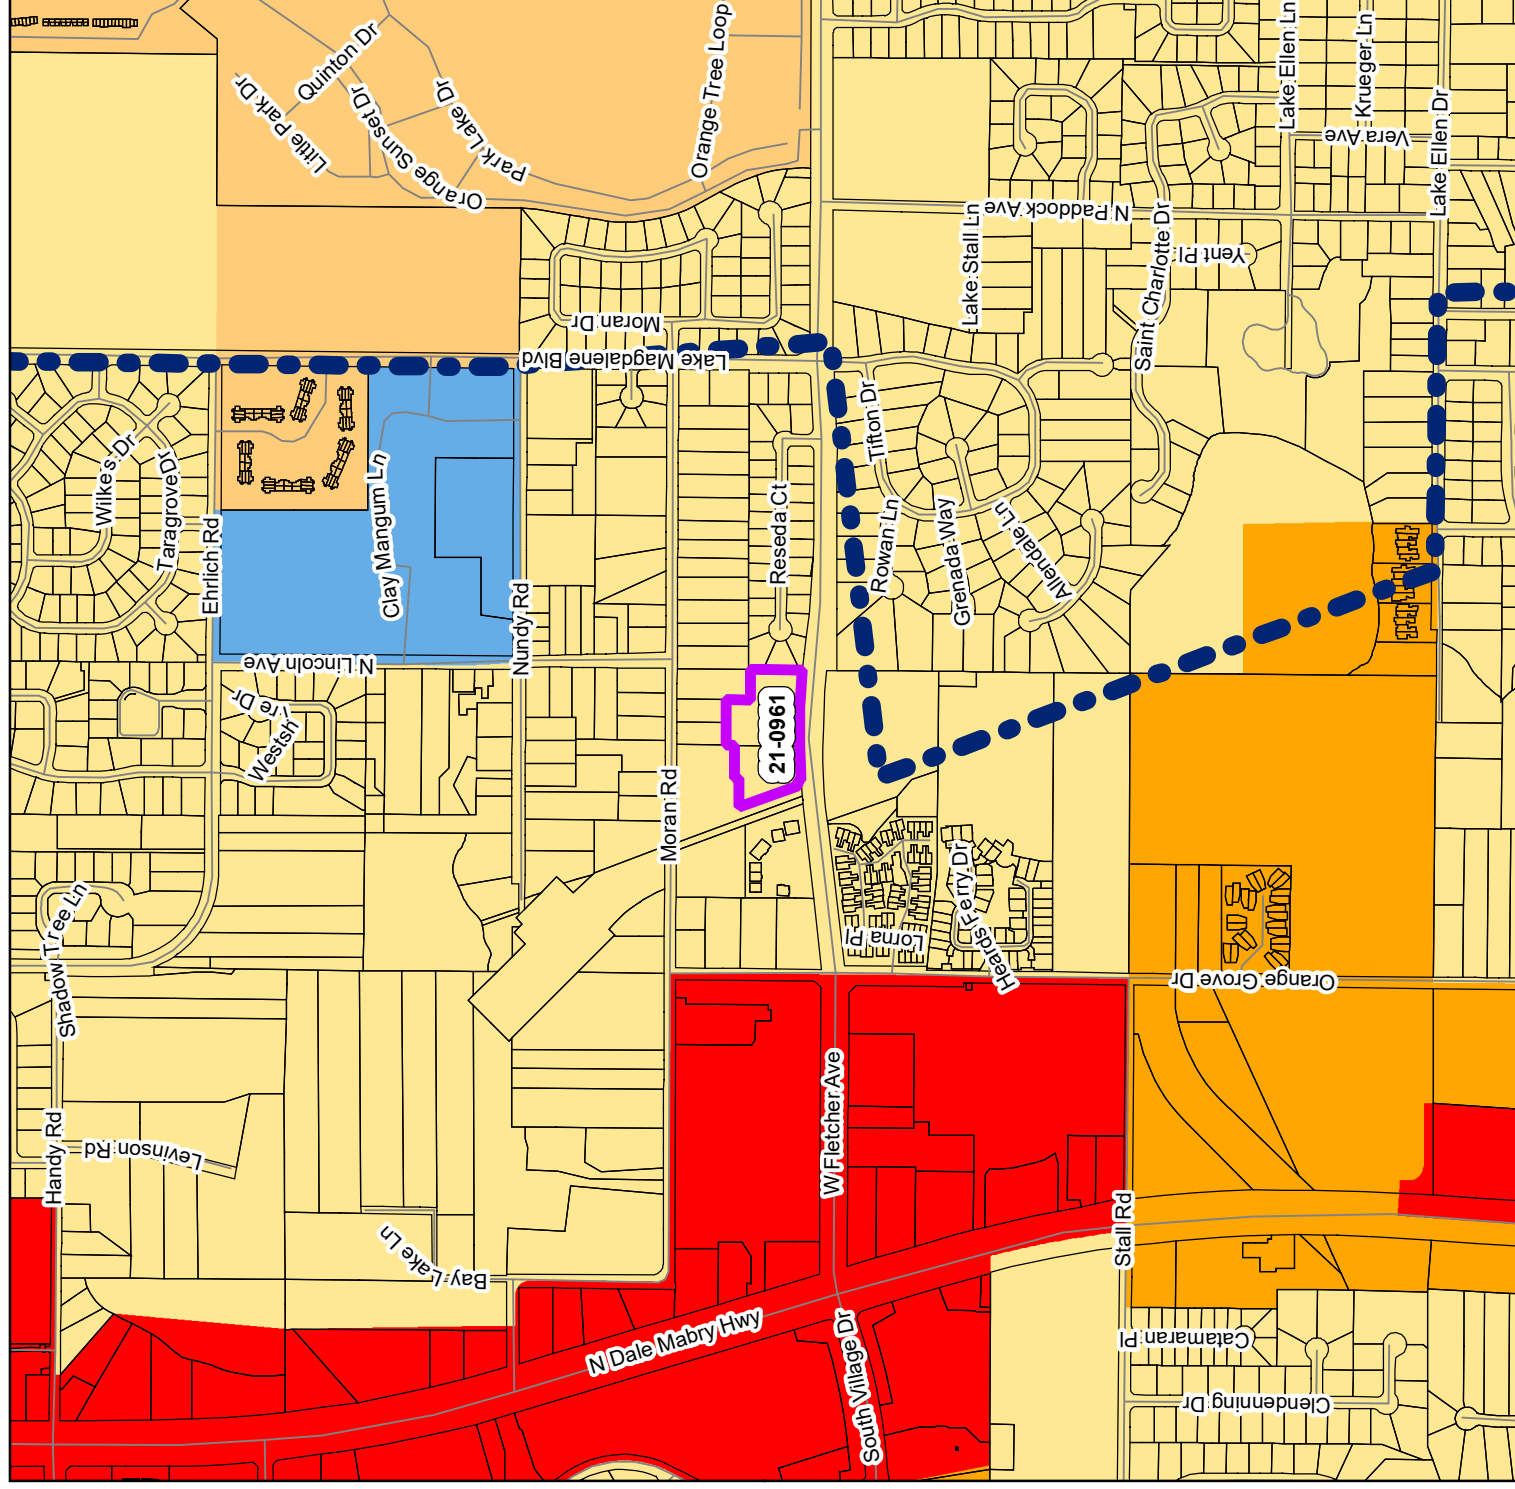 Quinton Dr
Little Park Dr
Orange Sunset Dr
Park Lake Dr
Orange Tree Loop
Lake Ellen Ln
Krueger Ln
Vera Ave
Lake Ellen Dr
N Paddock Ave
Lake Stall Ln
Saint Charlotte Dr
Yent Pl
Moran Dr
Lake Magdalene Blvd
Wilkes Dr
Taragrove Dr
Ehrlich Rd
Clay Mangum Ln
Nundy Rd
N Lincoln Ave
Reseda Ct
Tifton Dr
Rowan Ln
Grenada Way
Allendale Ln
Westsh
ire Dr
21-0961
Moran Rd
Shadow Tree Ln
Lorna Pl
Heards Ferry Dr
Orange Grove Dr
Handy Rd
Levinson Rd
Bay Lake Ln
W Fletcher Ave
Stall Rd
N Dale Mabry Hwy
South Village Dr
Catamaran Pl
Clendenning Dr